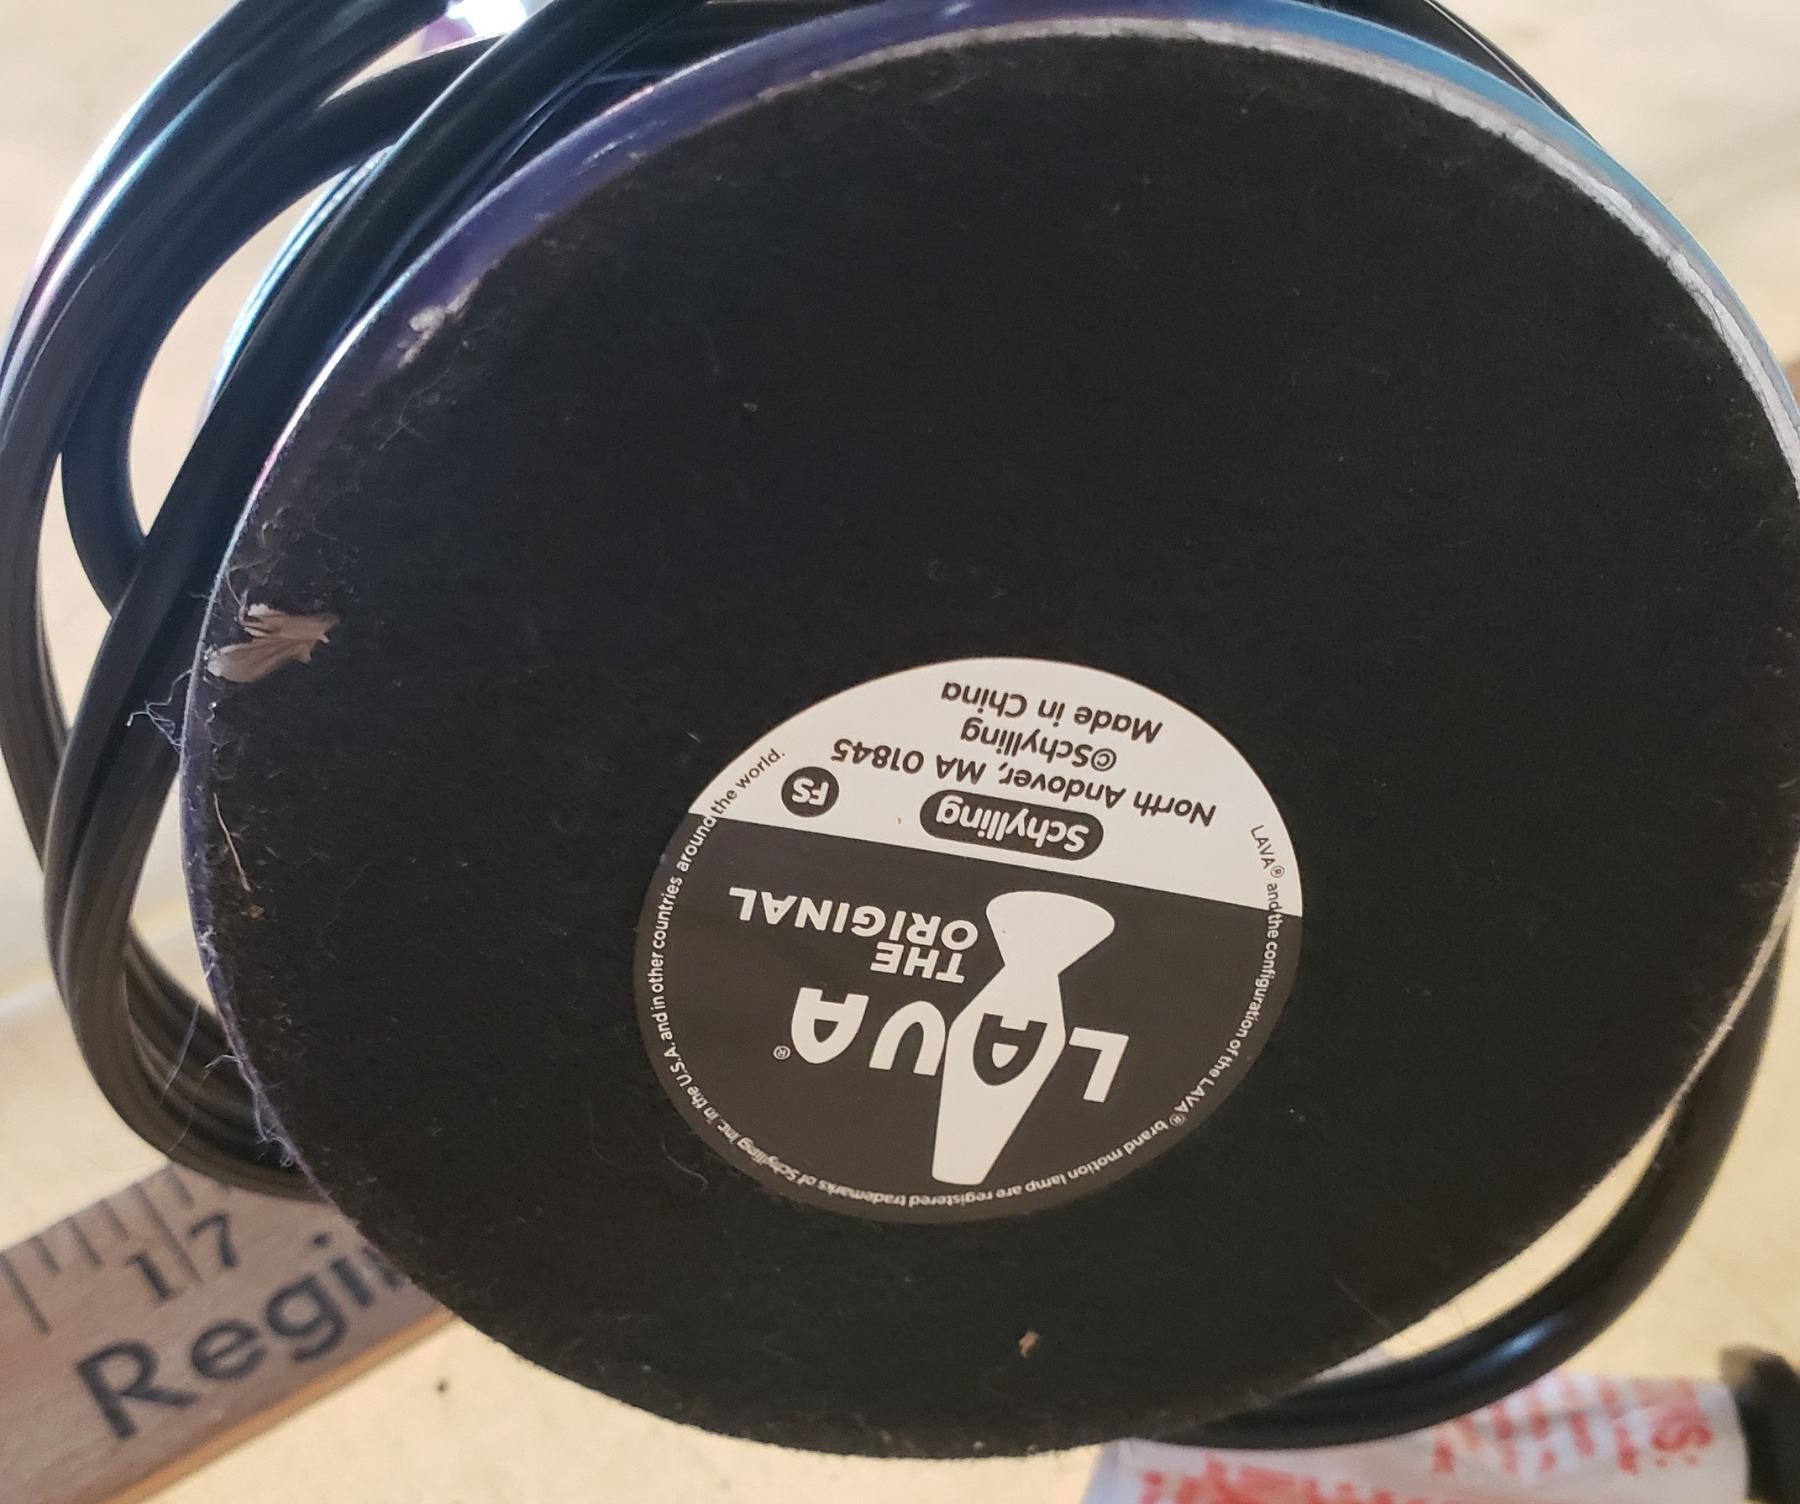 LAVA®
THE
ORIGINAL
Schylling
FS
North Andover, MA 01845
©Schylling
Made in China
LAVA® and the configuration of the LAVA® brand motion lamp are registered trademarks of Schylling Inc. in the U.S.A. and in other countries around the world.
17